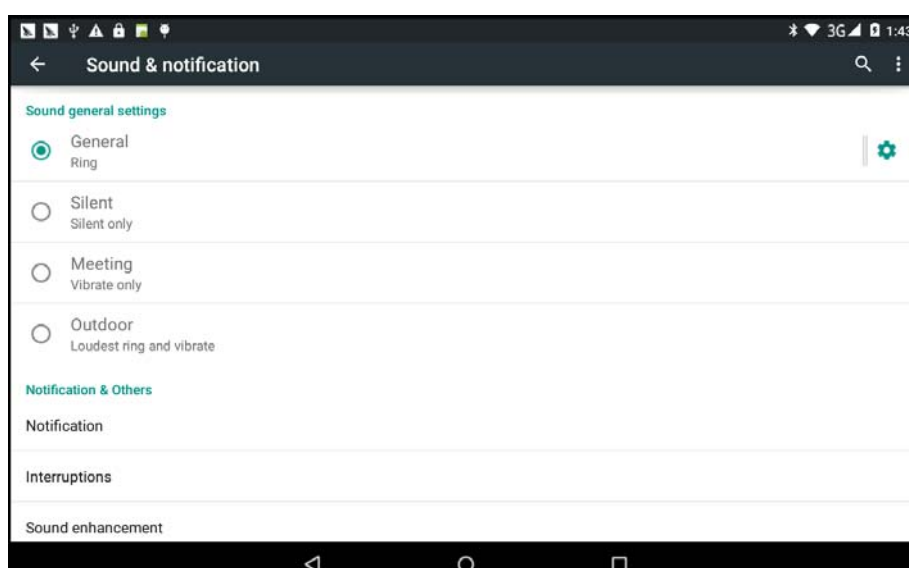 3G 1:43
Sound & notification
Sound general settings
General
Ring
Silent
Silent only
Meeting
Vibrate only
Outdoor
Loudest ring and vibrate
Notification & Others
Notification
Interruptions
Sound enhancement